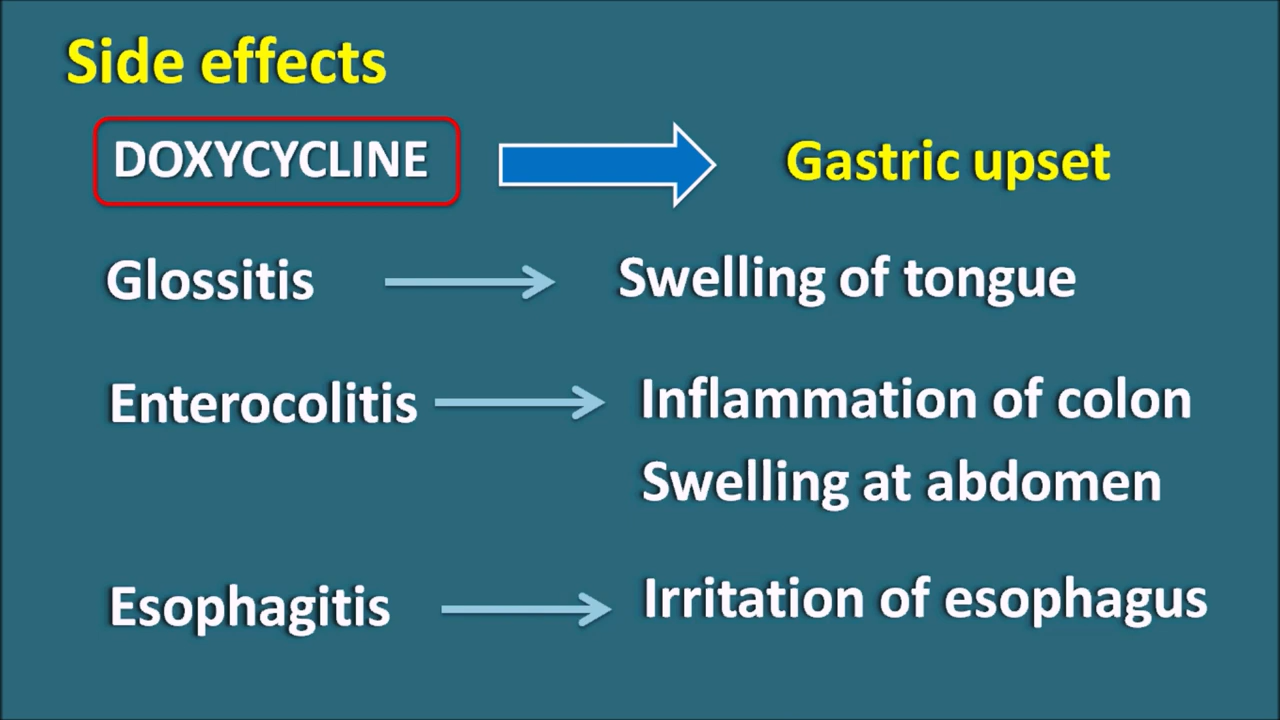 Side effects
DOXYCYCLINE Gastric upset
Glossitis Swelling of tongue
Enterocolitis Inflammation of colon
Swelling at abdomen
Esophagitis Irritation of esophagus